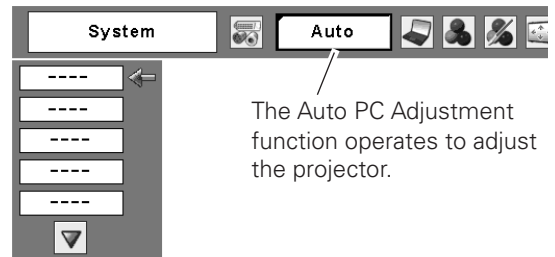 System
Auto
----
----
----
----
----
The Auto PC Adjustment
function operates to adjust
the projector.